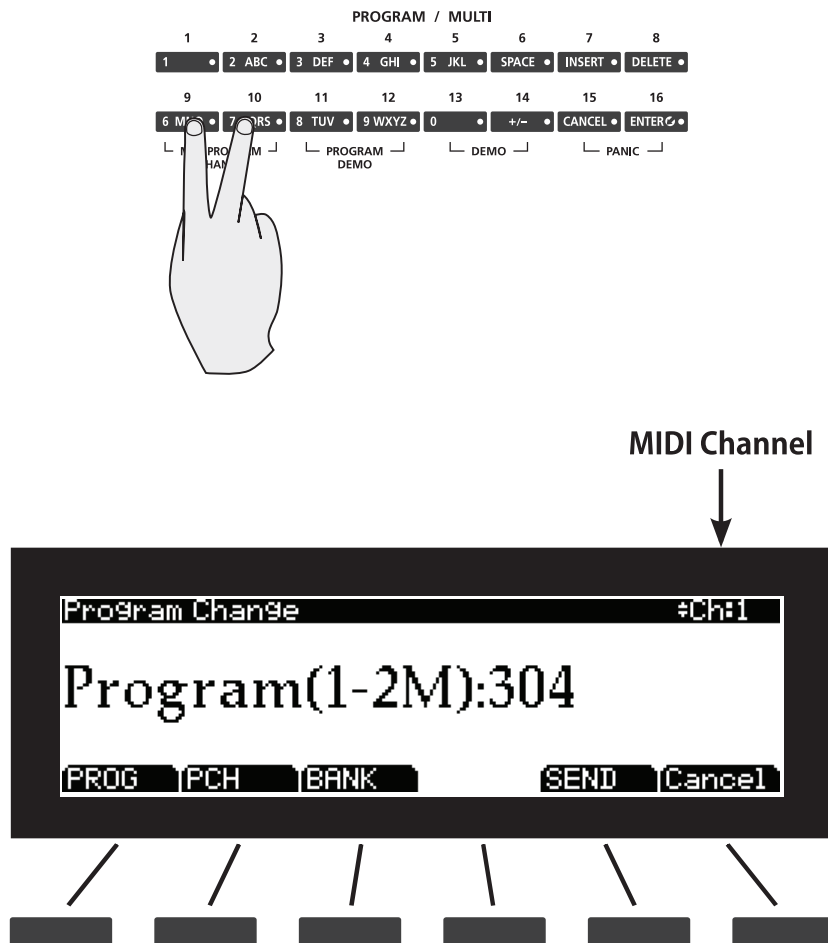 PROGRAM / MULTI
1 2 3 4 5 6 7 8
1 2 ABC 3 DEF 4 GHI 5 JKL SPACE INSERT DELETE
9 10 11 12 13 14 15 16
6 7 8 TUV 9 WXYZ 0 +/− CANCEL ENTER
PROGRAM DEMO PANIC
DEMO
MIDI Channel
Program Change Ch:1
Program(1-2M):304
PROG PCH BANK SEND Cancel